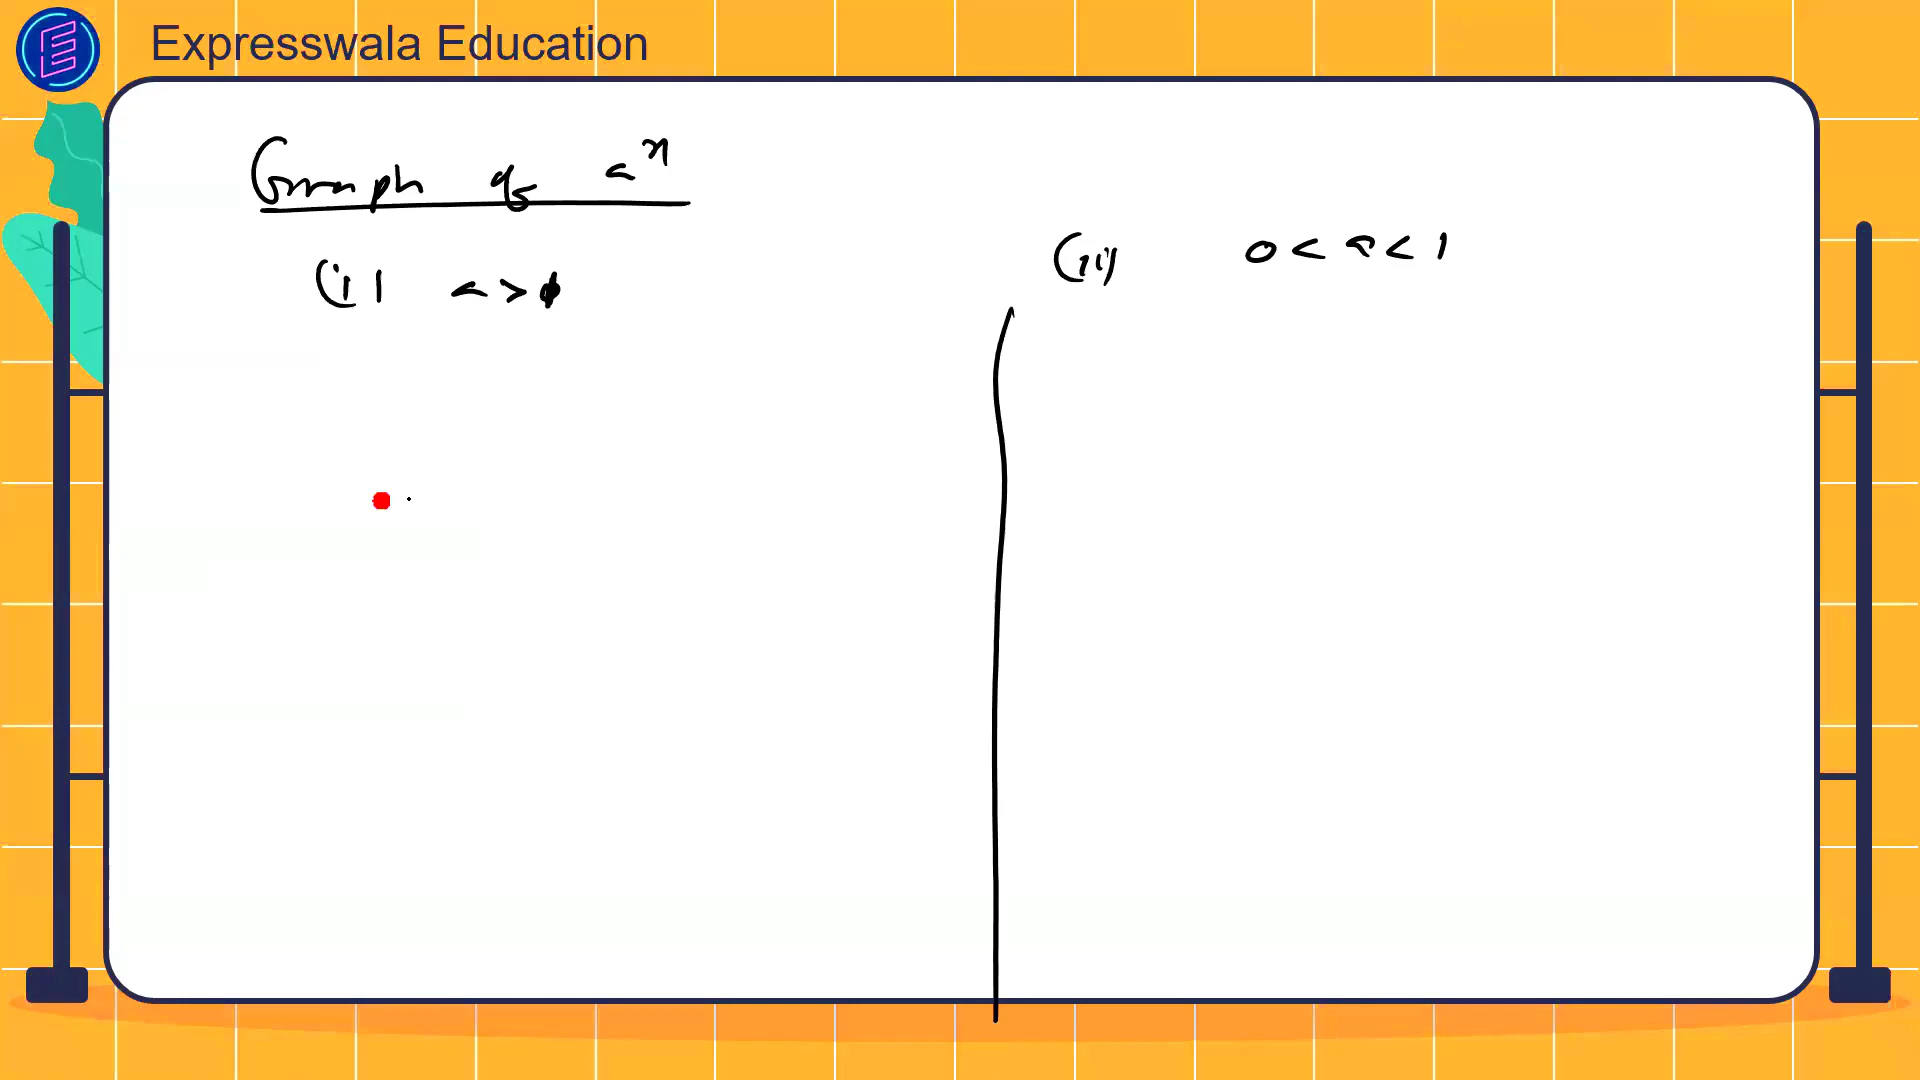 Expresswala Education
Graph of a^x
(i) a > 1
(ii) 0 < a < 1